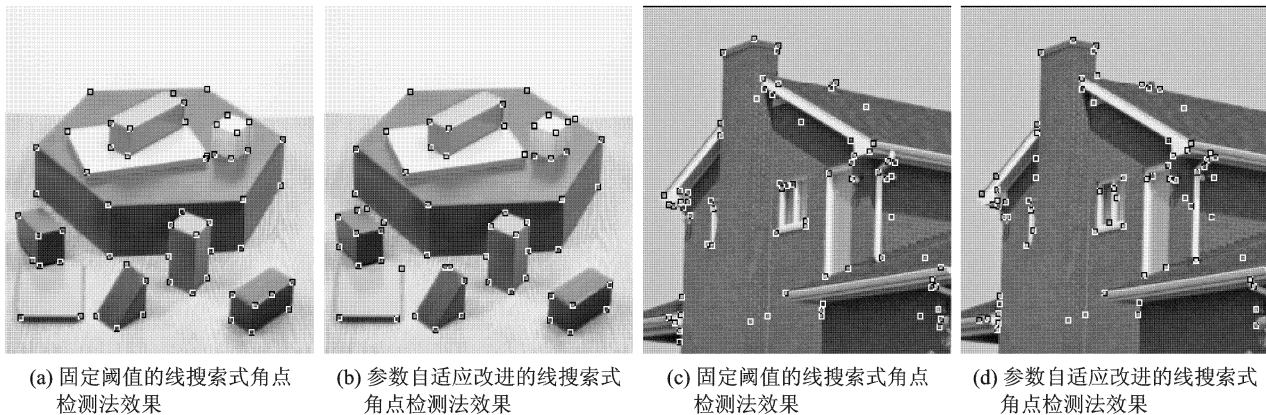 (a) 固定阈值的线搜索式角点
检测法效果
(b) 参数自适应改进的线搜索式
角点检测法效果
(c) 固定阈值的线搜索式角点
检测法效果
(d) 参数自适应改进的线搜索式
角点检测法效果